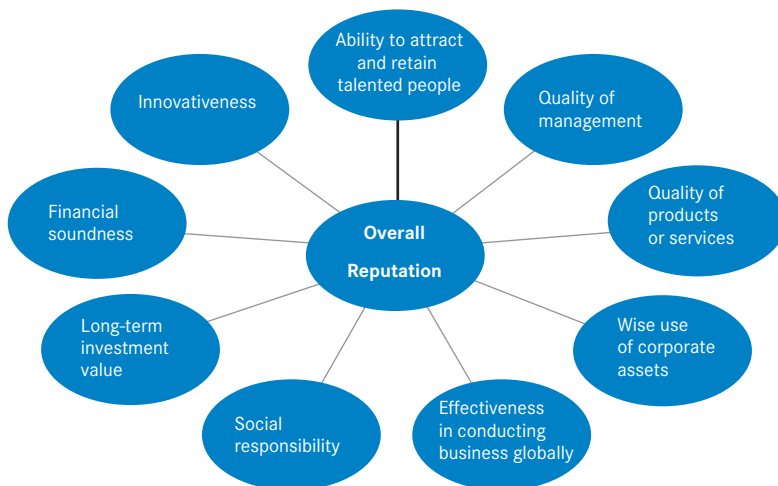 Ability to attract
and retain
talented people
Innovativeness
Quality of
management
Financial
soundness
Overall
Reputation
Quality of
products
or services
Long-term
investment
value
Wise use
of corporate
assets
Social
responsibility
Effectiveness
in conducting
business globally